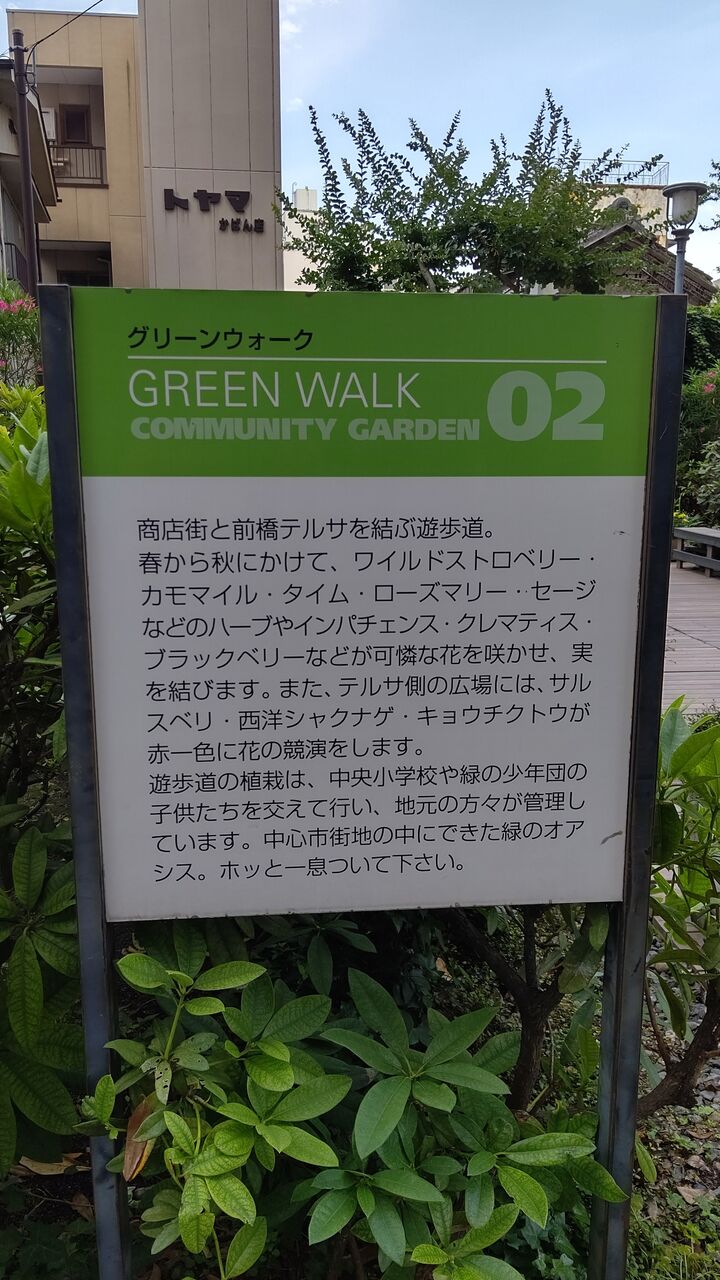 トヤマ
かばん店
グリーンウォーク
GREEN WALK
COMMUNITY GARDEN 02
商店街と前橋テルサを結ぶ遊歩道。
春から秋にかけて、ワイルドストロベリー・
カモマイル・タイム・ローズマリー・・セージ
などのハーブやインパチェンス・クレマティス・
ブラックベリーなどが可憐な花を咲かせ、実
を結びます。また、テルサ側の広場には、サル
スベリ・西洋シャクナゲ・キョウチクトウが
赤一色に花の競演をします。
遊歩道の植栽は、中央小学校や緑の少年団の
子供たちを交えて行い、地元の方々が管理し
ています。中心市街地の中にできた緑のオア
シス。ホッと一息ついて下さい。